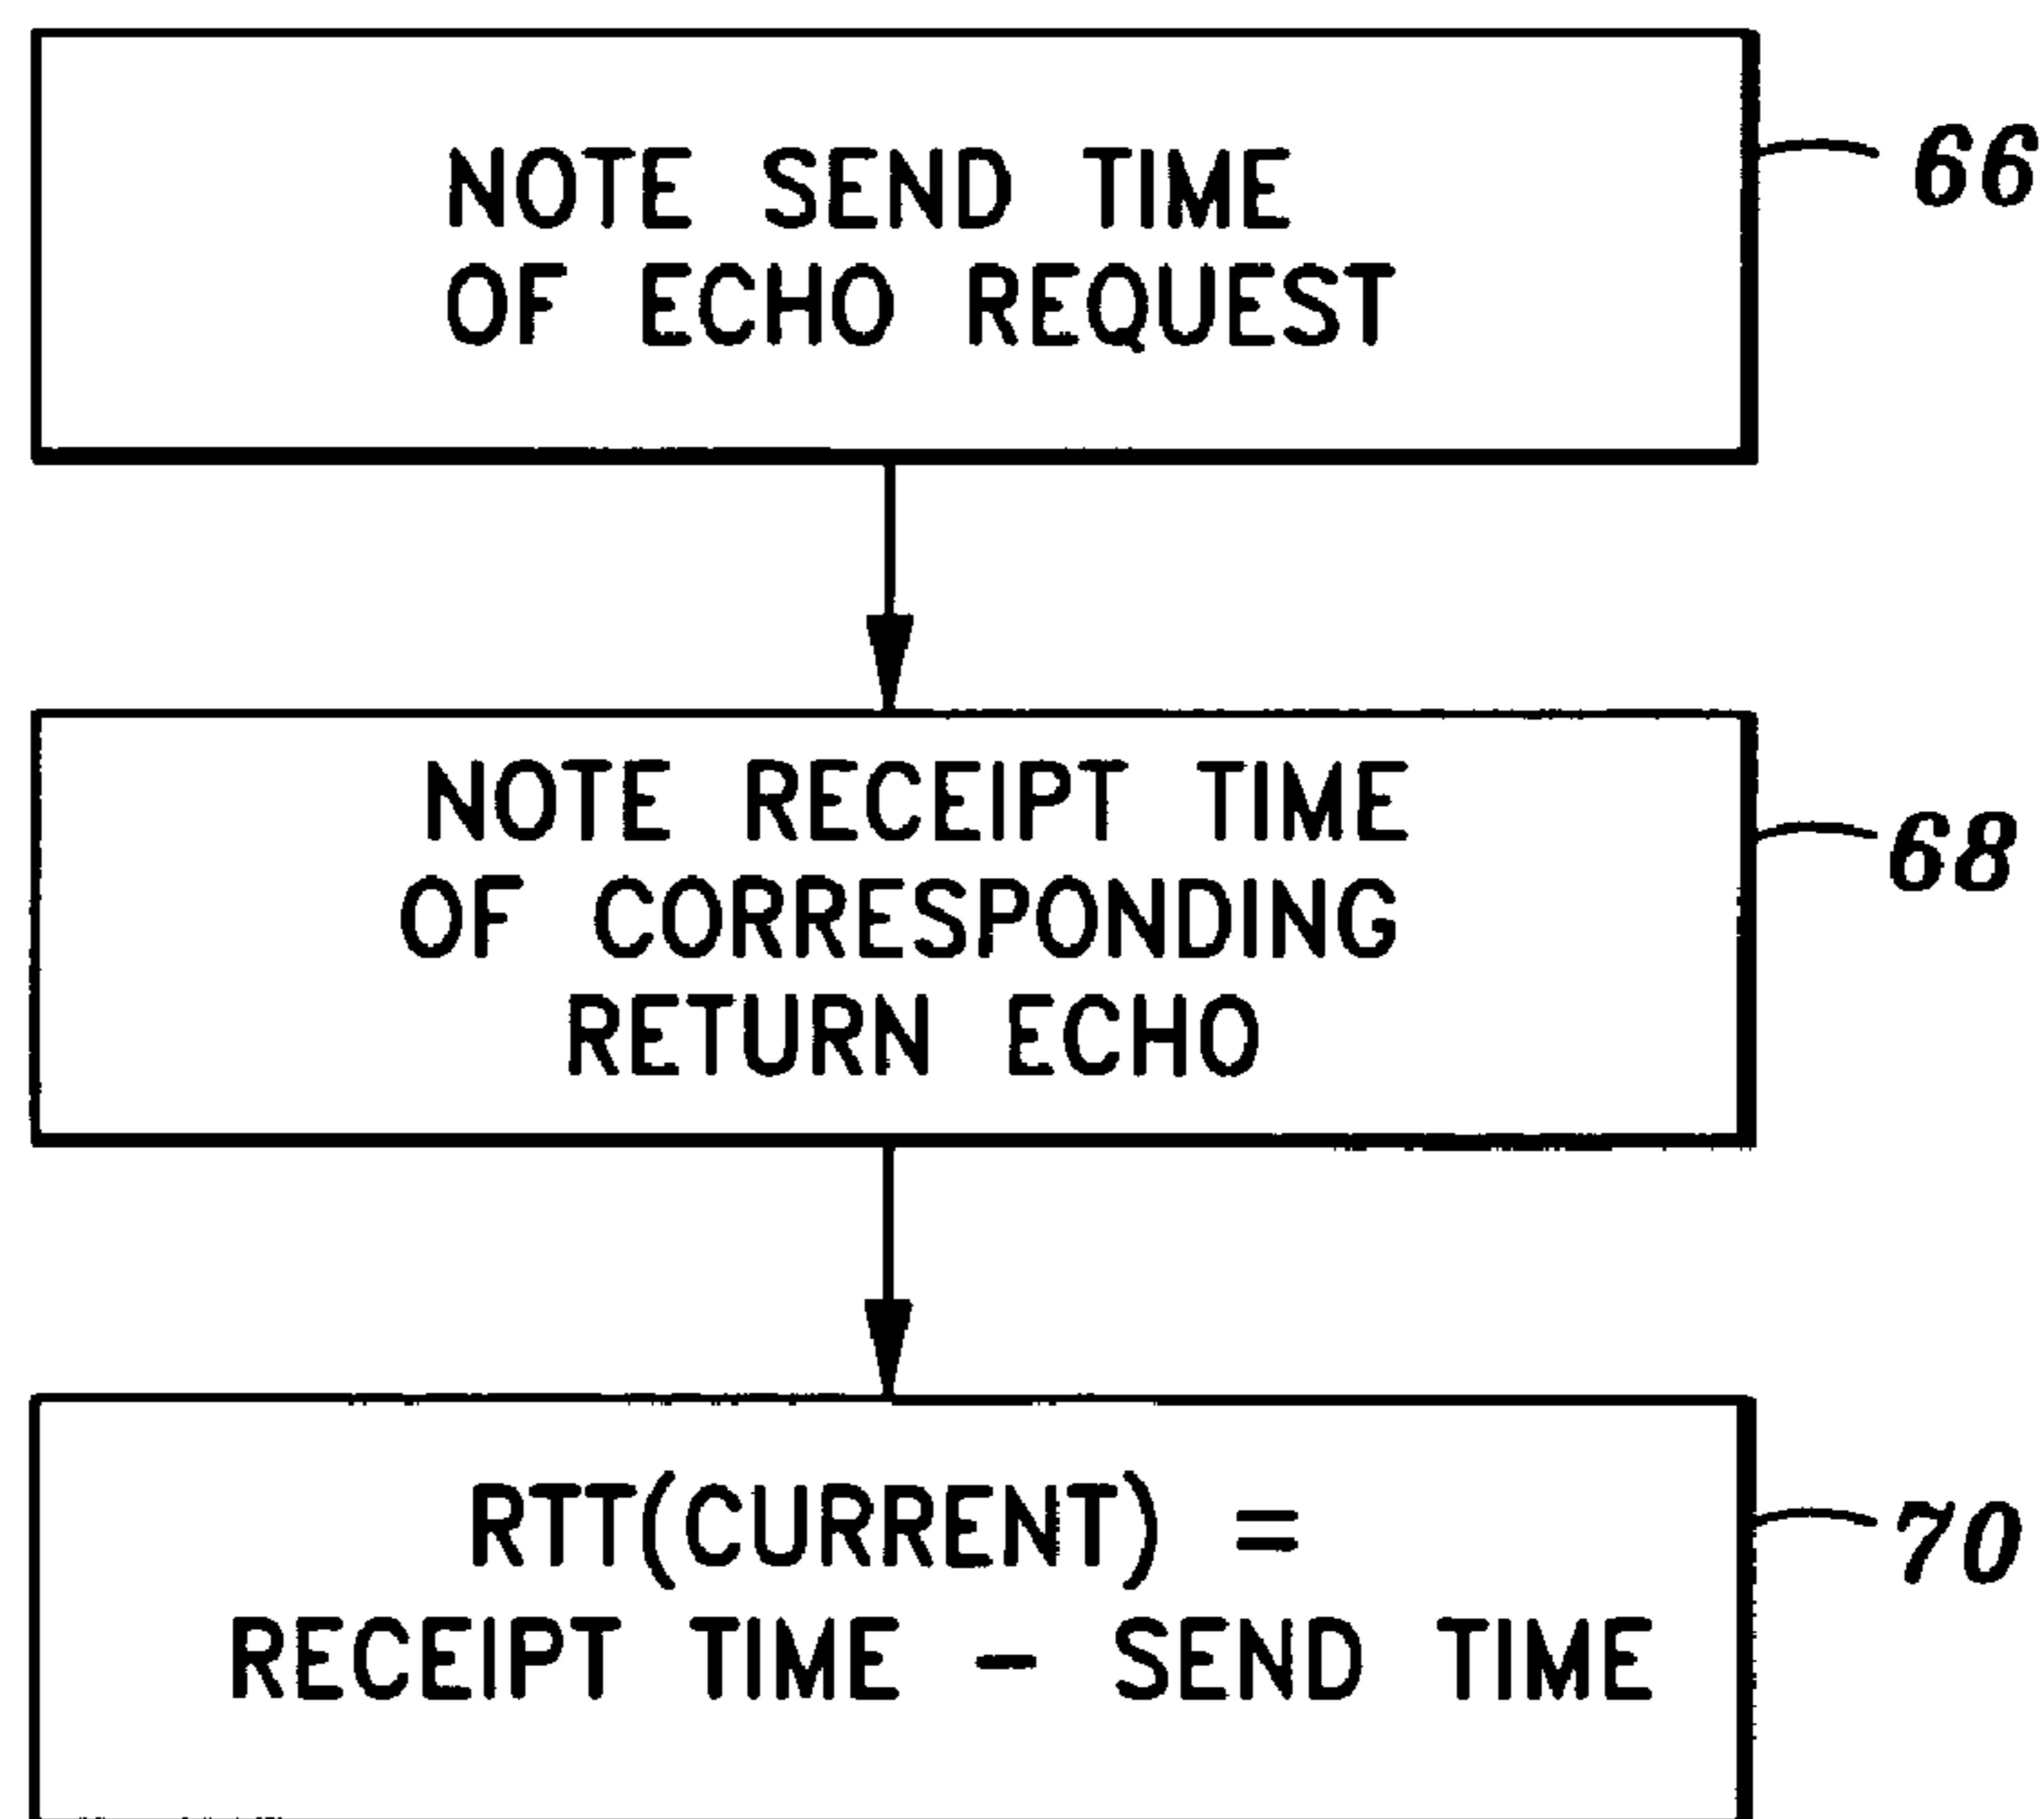 NOTE SEND TIME
OF ECHO REQUEST
66
NOTE RECEIPT TIME
OF CORRESPONDING
RETURN ECHO
68
RTT(CURRENT) =
RECEIPT TIME - SEND TIME
70